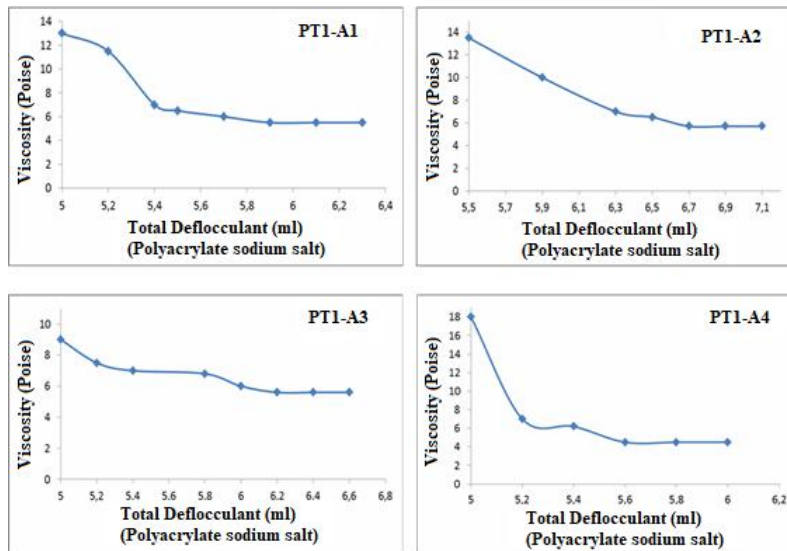 PT1-A1
Viscosity (Poise)
14
12
10
8
6
4
2
0
5 5,2 5,4 5,6 5,8 6 6,2 6,4
Total Deflocculant (ml)
(Polyacrylate sodium salt)
PT1-A2
Viscosity (Poise)
14
12
10
8
6
4
2
0
5,5 5,7 5,9 6,1 6,3 6,5 6,7 6,9 7,1
Total Deflocculant (ml)
(Polyacrylate sodium salt)
PT1-A3
Viscosity (Poise)
10
8
6
4
2
0
5 5,2 5,4 5,6 5,8 6 6,2 6,4 6,6 6,8
Total Deflocculant (ml)
(Polyacrylate sodium salt)
PT1-A4
Viscosity (Poise)
18
16
14
12
10
8
6
4
2
0
5 5,2 5,4 5,6 5,8 6 6,2
Total Deflocculant (ml)
(Polyacrylate sodium salt)